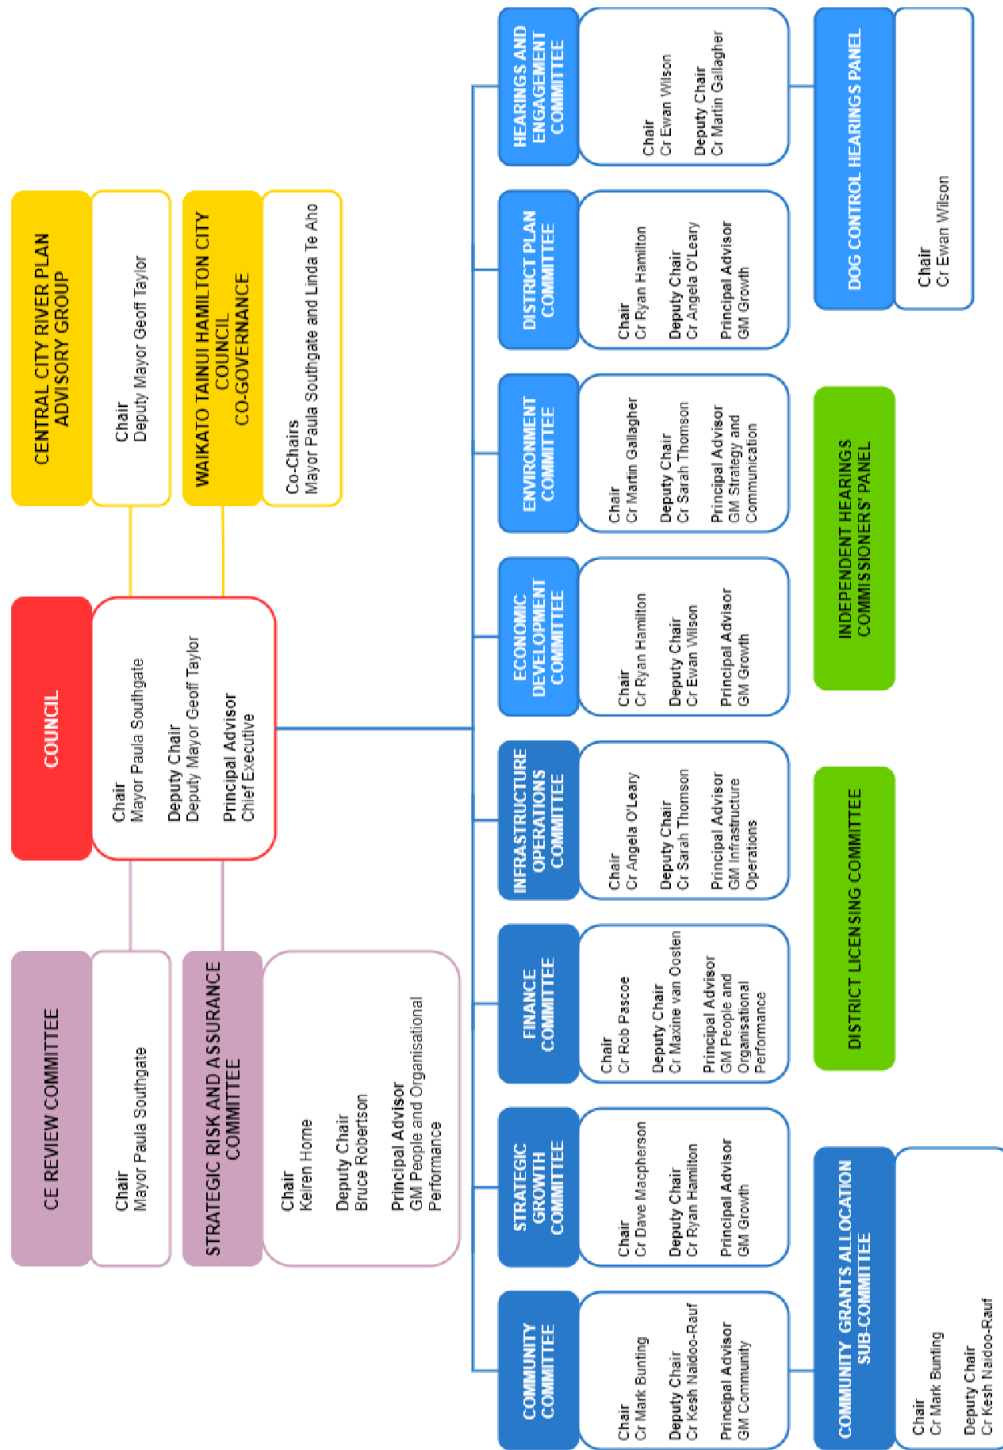 CE REVIEW COMMITTEE
Chair
Mayor Paula Southgate
STRATEGIC RISK AND ASSURANCE
COMMITTEE
Chair
Keiren Horne
Deputy Chair
Bruce Robertson
Principal Advisor
GM People and Organisational
Performance
COUNCIL
Chair
Mayor Paula Southgate
Deputy Chair
Deputy Mayor Geoff Taylor
Principal Advisor
Chief Executive
CENTRAL CITY RIVER PLAN
ADVISORY GROUP
Chair
Deputy Mayor Geoff Taylor
WAIKATO TAINUI HAMILTON CITY
COUNCIL
CO-GOVERNANCE
Co-Chairs
Mayor Paula Southgate and Linda Te Aho
COMMUNITY
COMMITTEE
Chair
Cr Mark Bunting
Deputy Chair
Cr Kesh Naidoo-Rauf
Principal Advisor
GM Community
STRATEGIC
GROWTH
COMMITTEE
Chair
Cr Dave Macpherson
Deputy Chair
Cr Ryan Hamilton
Principal Advisor
GM Growth
FINANCE
COMMITTEE
Chair
Cr Rob Pascoe
Deputy Chair
Cr Maxine van Oosten
Principal Advisor
GM People and
Organisational
Performance
INFRASTRUCTURE
OPERATIONS
COMMITTEE
Chair
Cr Angela O'Leary
Deputy Chair
Cr Sarah Thomson
Principal Advisor
GM Infrastructure
Operations
ECONOMIC
DEVELOPMENT
COMMITTEE
Chair
Cr Ryan Hamilton
Deputy Chair
Cr Ewan Wilson
Principal Advisor
GM Growth
ENVIRONMENT
COMMITTEE
Chair
Cr Martin Gallagher
Deputy Chair
Cr Sarah Thomson
Principal Advisor
GM Strategy and
Communication
DISTRICT PLAN
COMMITTEE
Chair
Cr Ryan Hamilton
Deputy Chair
Cr Angela O'Leary
Principal Advisor
GM Growth
HEARINGS AND
ENGAGEMENT
COMMITTEE
Chair
Cr Ewan Wilson
Deputy Chair
Cr Martin Gallagher
COMMUNITY GRANTS ALLOCATION
SUB-COMMITTEE
Chair
Cr Mark Bunting
Deputy Chair
Cr Kesh Naidoo-Rauf
DISTRICT LICENSING COMMITTEE
INDEPENDENT HEARINGS
COMMISSIONERS' PANEL
DOG CONTROL HEARINGS PANEL
Chair
Cr Ewan Wilson